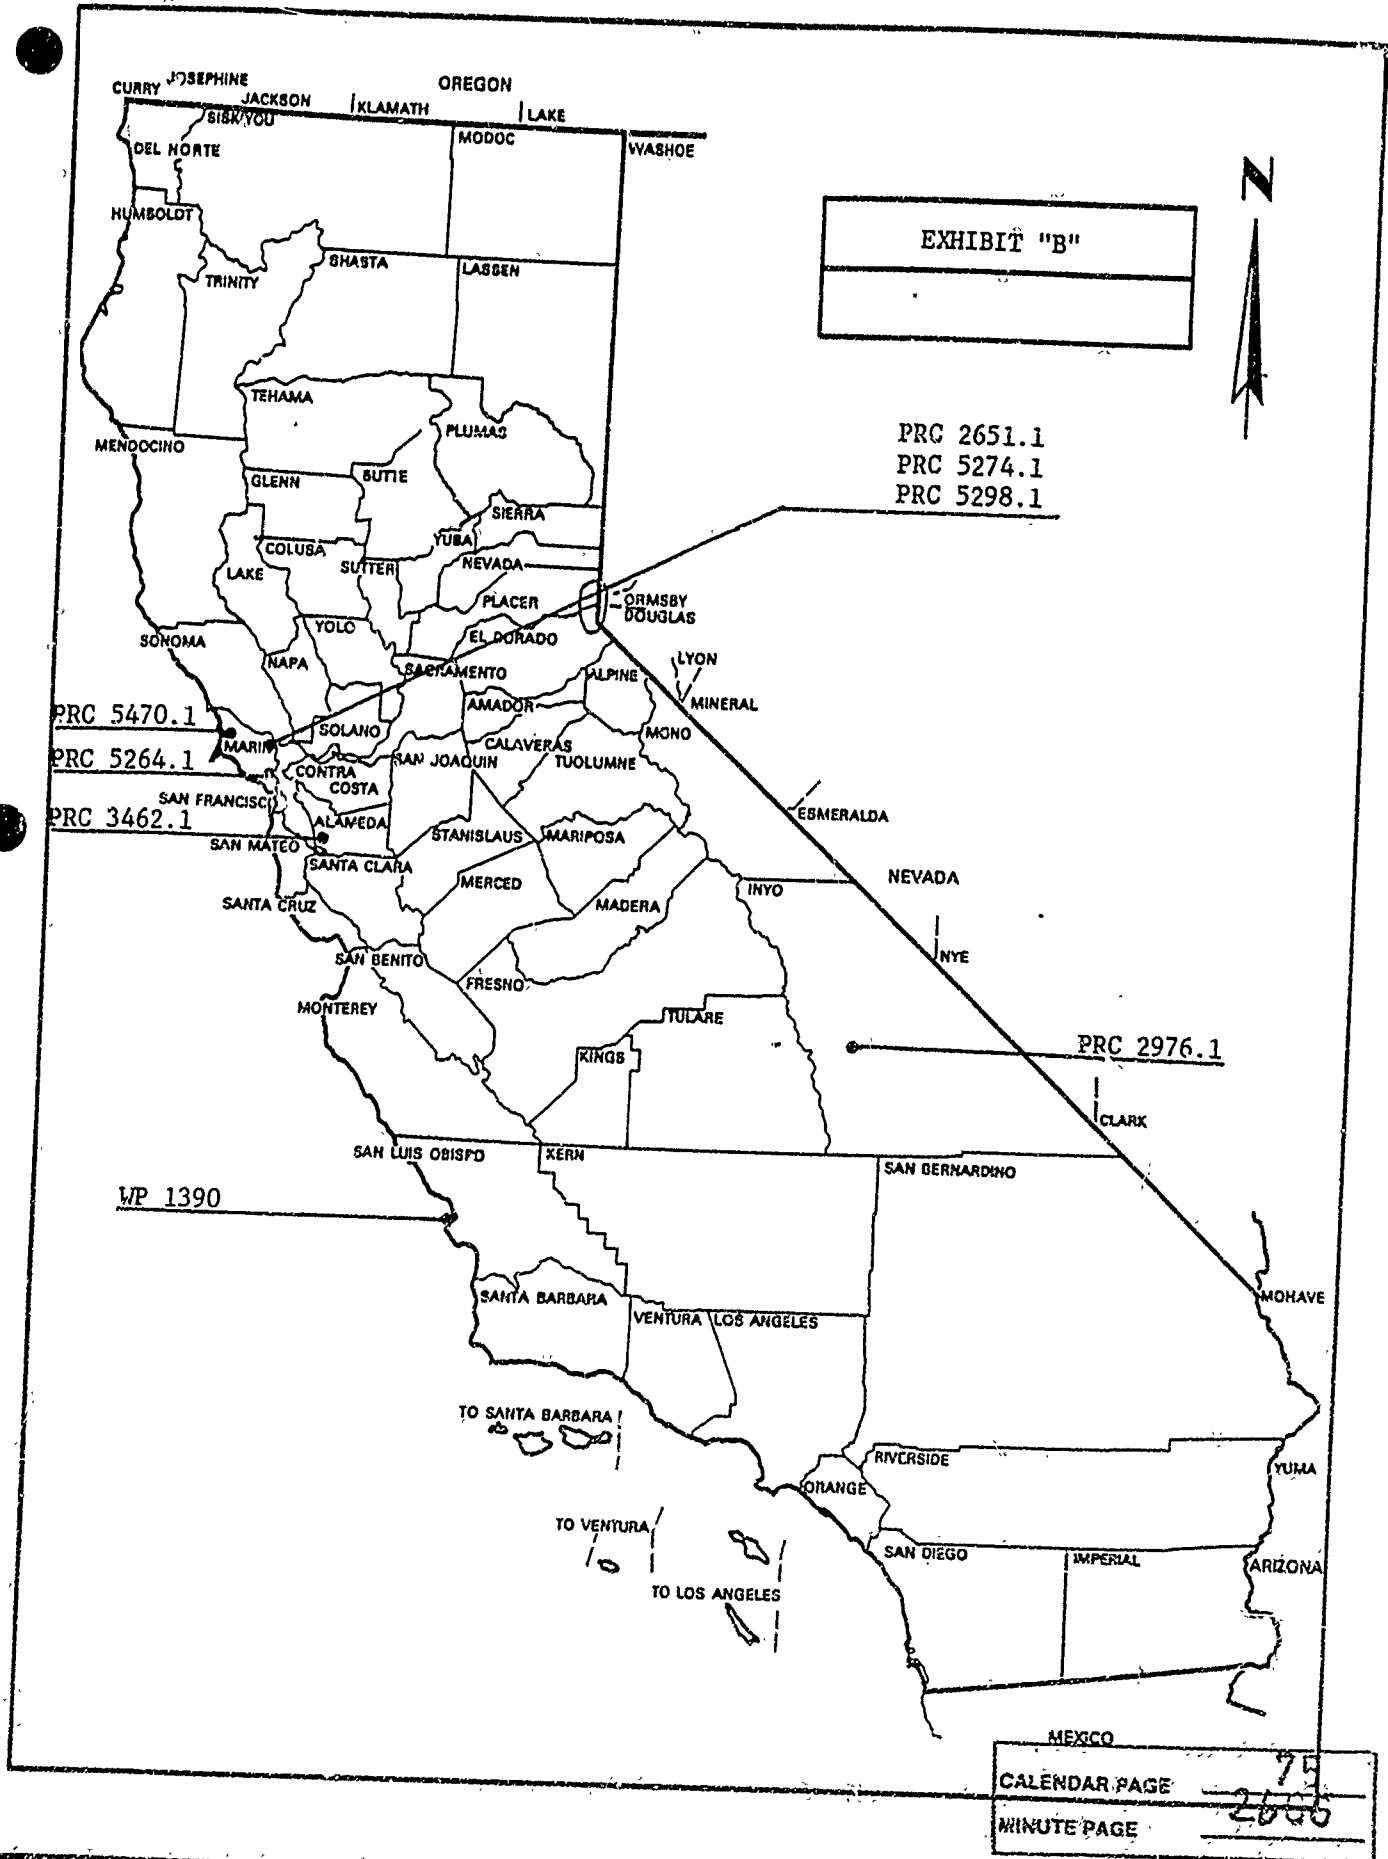 JOSEPHINE
OREGON
CURRY
JACKSON
KLAMATH
LAKE
SISKIYOU
MODOC
WASHOE
DEL NORTE
N
HUMBOLDT
EXHIBIT "B"
SHASTA
LASSEN
TRINITY
TEHAMA
PLUMAS
PRC 2651.1
MENDOCINO
PRC 5274.1
GLENN
BUTTE
PRC 5298.1
SIERRA
YUBA
COLUSA
SUTTER
NEVADA
LAKE
PLACER
ORMSBY
DOUGLAS
YOLO
EL DORADO
SONOMA
NAPA
SACRAMENTO
ALPINE
LYON
AMADOR
MINERAL
PRC 5470.1
SOLANO
MONO
MARIN
CALAVERAS
PRC 5264.1
SAN JOAQUIN
TUOLUMNE
CONTRA
COSTA
SAN FRANCISCO
PRC 3462.1
ALAMEDA
ESMERALDA
STANISLAUS
MARIPOSA
SAN MATEO
SANTA CLARA
MERCED
INYO
NEVADA
SANTA CRUZ
MADERA
SAN BENITO
NYE
FRESNO
MONTEREY
TULARE
KINGS
PRC 2976.1
CLARK
SAN LUIS OBISPO
KERN
SAN BERNARDINO
WP 1390
SANTA BARBARA
MOHAVE
VENTURA
LOS ANGELES
TO SANTA BARBARA
RIVERSIDE
YUMA
ORANGE
TO VENTURA
SAN DIEGO
IMPERIAL
ARIZONA
TO LOS ANGELES
MEXICO
CALENDAR PAGE
MINUTE PAGE